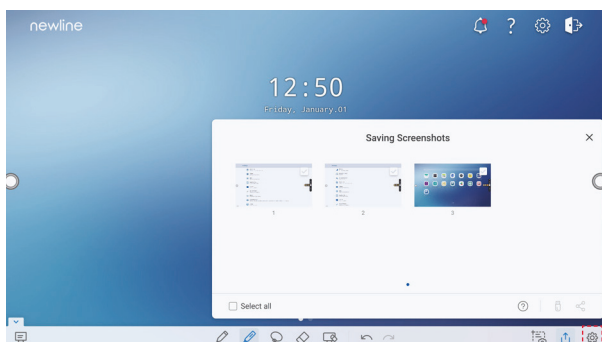 newline
12:50
Friday, January.01
Saving Screenshots
1
2
3
Select all